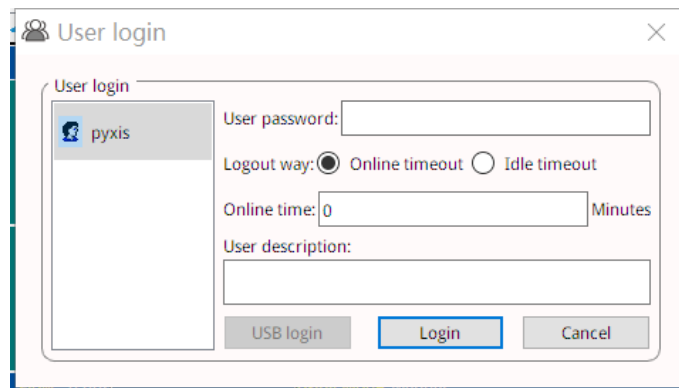 User login
User login
pyxis
User password:
Logout way: Online timeout Idle timeout
Online time: 0 Minutes
User description:
USB login Login Cancel